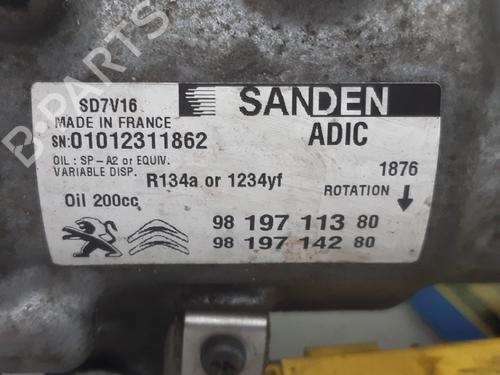 B-PARTS
SD7V16
MADE IN FRANCE
SN:01012311862
OIL : SP-A2 or EQUIV.
VARIABLE DISP.
Oil 200cc
SANDEN
ADIC
R134a or 1234yf
1876
ROTATION
98 197 113 80
98 197 142 80